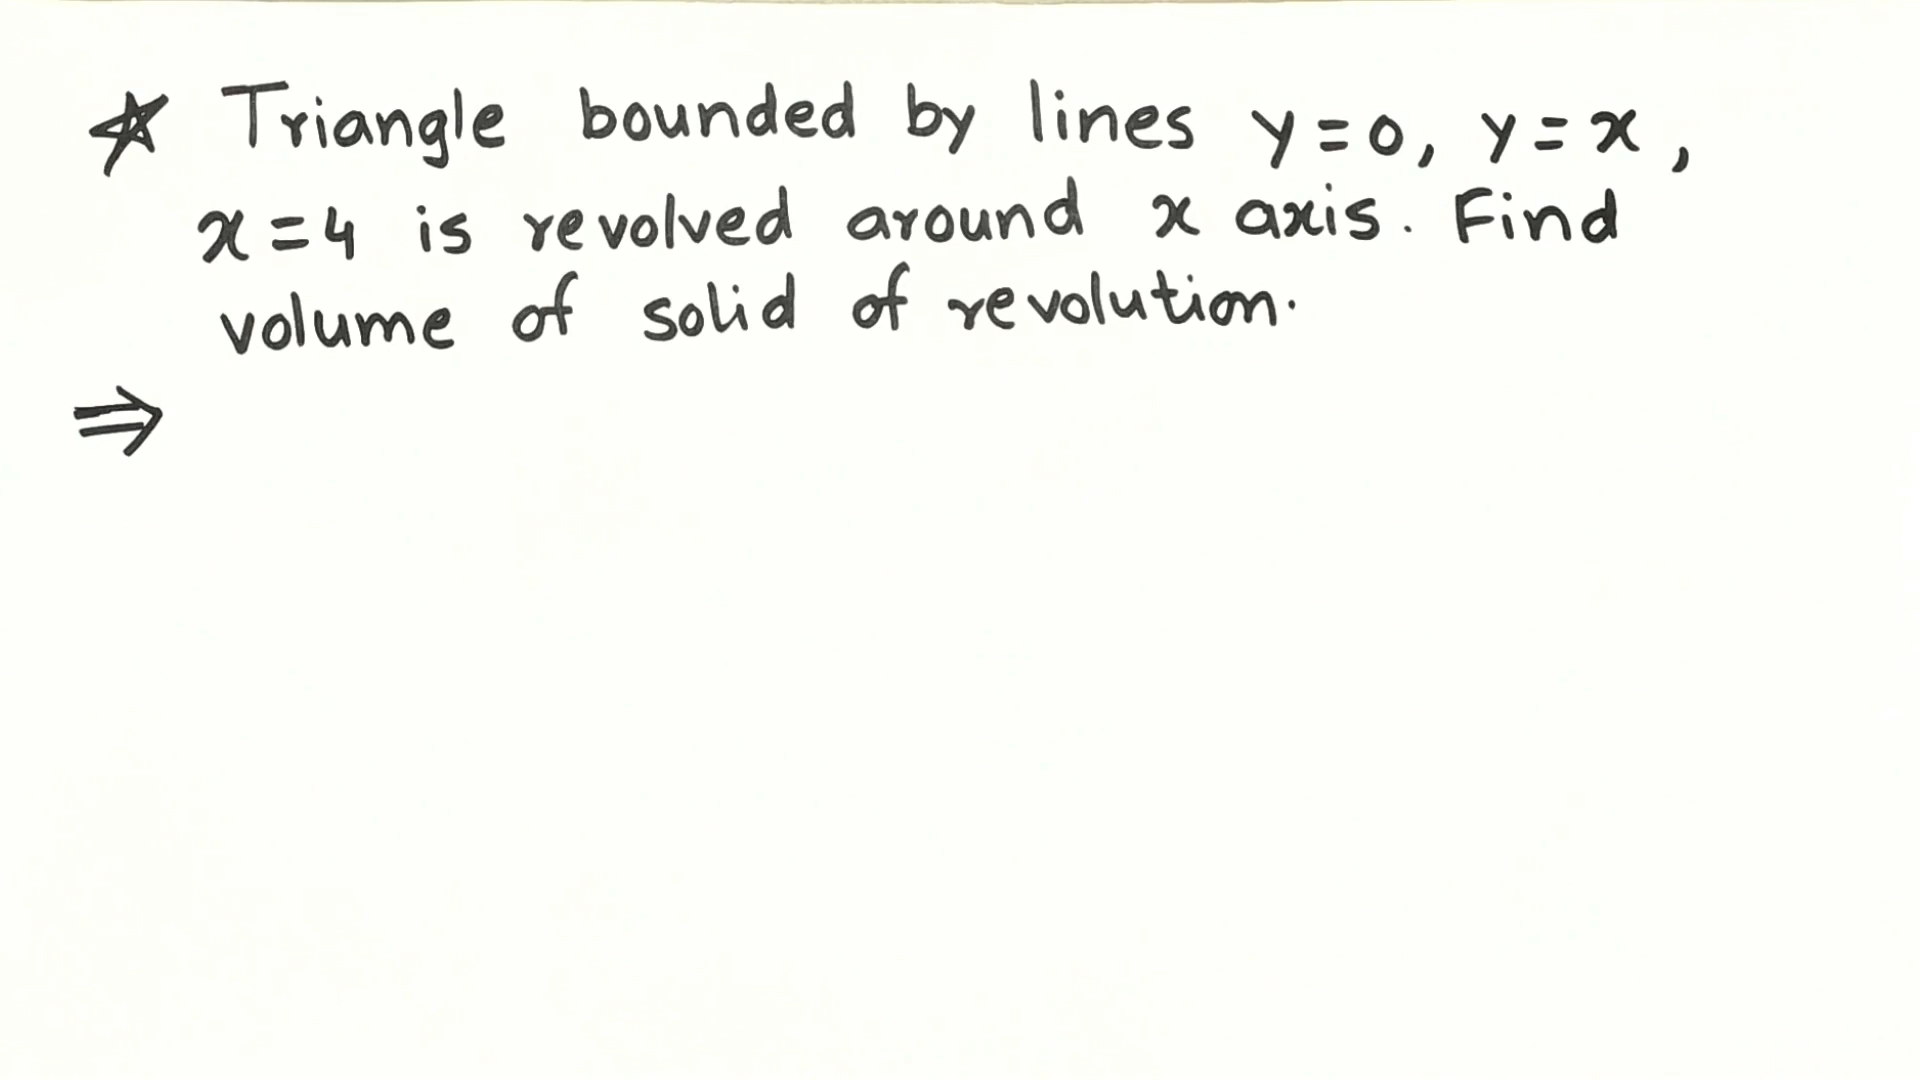 ☆ Triangle bounded by lines y=0, y=x,
x=4 is revolved around x axis. Find
volume of solid of revolution.
⇒